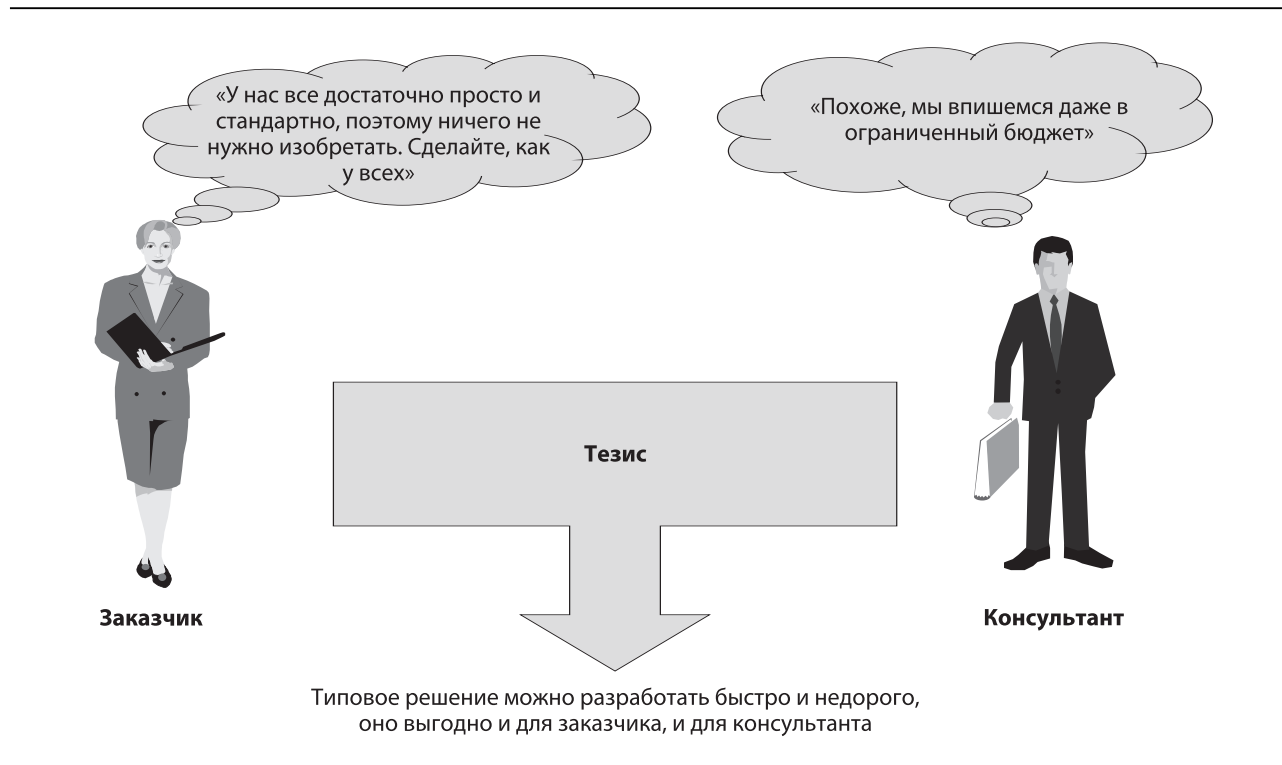 «У нас все достаточно просто и
стандартно, поэтому ничего не
нужно изобретать. Сделайте, как
у всех»
«Похоже, мы впишемся даже в
ограниченный бюджет»
Тезис
Заказчик
Консультант
Типовое решение можно разработать быстро и недорого,
оно выгодно и для заказчика, и для консультанта